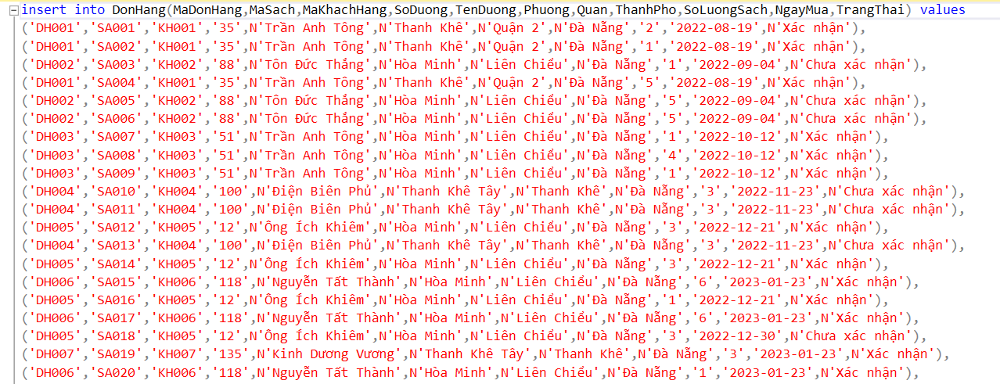 insert into DonHang(MaDonHang,MaSach,MaKhachHang,SoDuong,TenDuong,Phuong,Quan,ThanhPho,SoLuongSach,NgayMua,TrangThai) values
('DH001','SA001','KH001','35',N'Trần Anh Tông',N'Thanh Khê',N'Quận 2',N'Đà Nẵng','2','2022-08-19',N'Xác nhận'),
('DH001','SA002','KH001','35',N'Trần Anh Tông',N'Thanh Khê',N'Quận 2',N'Đà Nẵng','1','2022-08-19',N'Xác nhận'),
('DH002','SA003','KH002','88',N'Tôn Đức Thắng',N'Hòa Minh',N'Liên Chiểu',N'Đà Nẵng','1','2022-09-04',N'Chưa xác nhận'),
('DH001','SA004','KH001','35',N'Trần Anh Tông',N'Thanh Khê',N'Quận 2',N'Đà Nẵng','5','2022-08-19',N'Xác nhận'),
('DH002','SA005','KH002','88',N'Tôn Đức Thắng',N'Hòa Minh',N'Liên Chiểu',N'Đà Nẵng','5','2022-09-04',N'Chưa xác nhận'),
('DH002','SA006','KH002','88',N'Tôn Đức Thắng',N'Hòa Minh',N'Liên Chiểu',N'Đà Nẵng','5','2022-09-04',N'Chưa xác nhận'),
('DH003','SA007','KH003','51',N'Trần Anh Tông',N'Hòa Minh',N'Liên Chiểu',N'Đà Nẵng','1','2022-10-12',N'Xác nhận'),
('DH003','SA008','KH003','51',N'Trần Anh Tông',N'Hòa Minh',N'Liên Chiểu',N'Đà Nẵng','4','2022-10-12',N'Xác nhận'),
('DH003','SA009','KH003','51',N'Trần Anh Tông',N'Hòa Minh',N'Liên Chiểu',N'Đà Nẵng','1','2022-10-12',N'Xác nhận'),
('DH004','SA010','KH004','100',N'Điện Biên Phủ',N'Thanh Khê Tây',N'Thanh Khê',N'Đà Nẵng','3','2022-11-23',N'Chưa xác nhận'),
('DH004','SA011','KH004','100',N'Điện Biên Phủ',N'Thanh Khê Tây',N'Thanh Khê',N'Đà Nẵng','3','2022-11-23',N'Chưa xác nhận'),
('DH005','SA012','KH005','12',N'Ông Ích Khiêm',N'Hòa Minh',N'Liên Chiểu',N'Đà Nẵng','3','2022-12-21',N'Xác nhận'),
('DH004','SA013','KH004','100',N'Điện Biên Phủ',N'Thanh Khê Tây',N'Thanh Khê',N'Đà Nẵng','3','2022-11-23',N'Chưa xác nhận'),
('DH005','SA014','KH005','12',N'Ông Ích Khiêm',N'Hòa Minh',N'Liên Chiểu',N'Đà Nẵng','3','2022-12-21',N'Xác nhận'),
('DH006','SA015','KH006','118',N'Nguyễn Tất Thành',N'Hòa Minh',N'Liên Chiểu',N'Đà Nẵng','6','2023-01-23',N'Xác nhận'),
('DH005','SA016','KH005','12',N'Ông Ích Khiêm',N'Hòa Minh',N'Liên Chiểu',N'Đà Nẵng','1','2022-12-21',N'Xác nhận'),
('DH006','SA017','KH006','118',N'Nguyễn Tất Thành',N'Hòa Minh',N'Liên Chiểu',N'Đà Nẵng','6','2023-01-23',N'Xác nhận'),
('DH005','SA018','KH005','12',N'Ông Ích Khiêm',N'Hòa Minh',N'Liên Chiểu',N'Đà Nẵng','3','2022-12-30',N'Chưa xác nhận'),
('DH007','SA019','KH007','135',N'Kinh Dương Vương',N'Thanh Khê Tây',N'Thanh Khê',N'Đà Nẵng','3','2023-01-23',N'Xác nhận'),
('DH006','SA020','KH006','118',N'Nguyễn Tất Thành',N'Hòa Minh',N'Liên Chiểu',N'Đà Nẵng','1','2023-01-23',N'Xác nhận'),